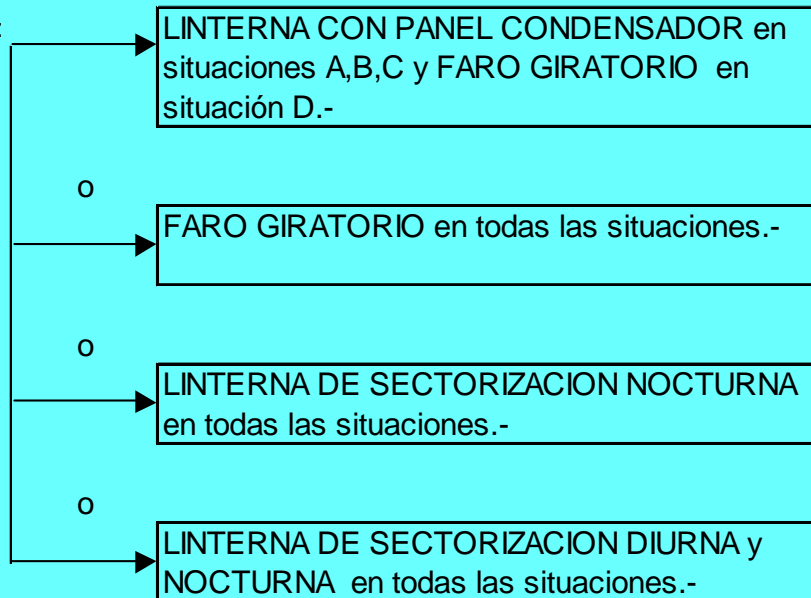 LINTERNA CON PANEL CONDENSADOR en
situaciones A,B,C y FARO GIRATORIO  en
situación D.-
o
FARO GIRATORIO en todas las situaciones.-
o
LINTERNA DE SECTORIZACION NOCTURNA
en todas las situaciones.-
o
LINTERNA DE SECTORIZACION DIURNA y
NOCTURNA  en todas las situaciones.-